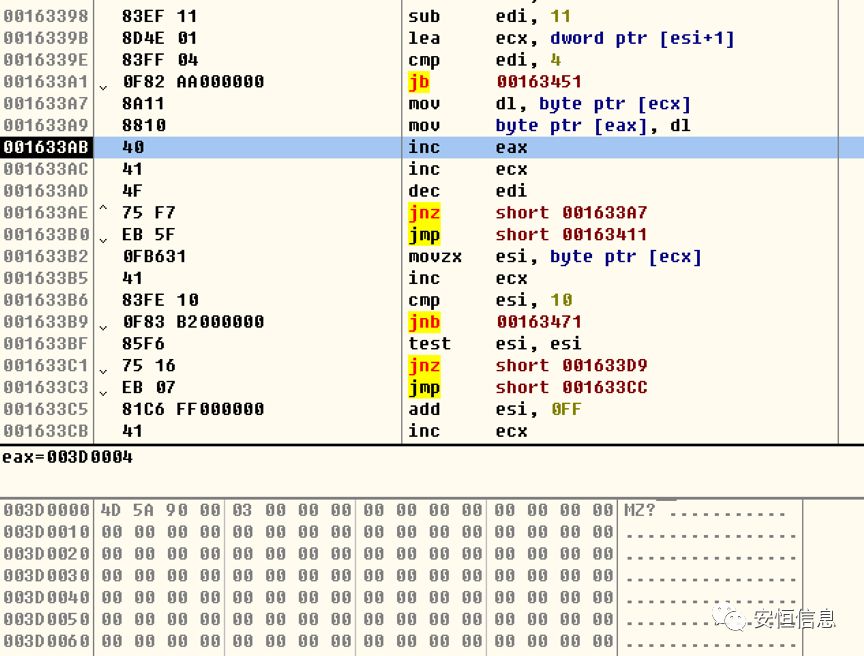 00163398 83EF 11 sub edi, 11
0016339B 8D4E 01 lea ecx, dword ptr [esi+1]
0016339E 83FF 04 cmp edi, 4
001633A1 0F82 AA000000 jb 00163451
001633A7 8A11 mov dl, byte ptr [ecx]
001633A9 8810 mov byte ptr [eax], dl
001633AB 40 inc eax
001633AC 41 inc ecx
001633AD 4F dec edi
001633AE ^ 75 F7 jnz short 001633A7
001633B0 EB 5F jmp short 00163411
001633B2 0FB631 movzx esi, byte ptr [ecx]
001633B5 41 inc ecx
001633B6 83FE 10 cmp esi, 10
001633B9 0F83 B2000000 jnb 00163471
001633BF 85F6 test esi, esi
001633C1 75 16 jnz short 001633D9
001633C3 EB 07 jmp short 001633CC
001633C5 81C6 FF000000 add esi, 0FF
001633CB 41 inc ecx
eax=003D0004
003D0000 4D 5A 90 00 03 00 00 00 00 00 00 00 00 00 00 00 MZ? ...........
003D0010 00 00 00 00 00 00 00 00 00 00 00 00 00 00 00 00 ................
003D0020 00 00 00 00 00 00 00 00 00 00 00 00 00 00 00 00 ................
003D0030 00 00 00 00 00 00 00 00 00 00 00 00 00 00 00 00 ................
003D0040 00 00 00 00 00 00 00 00 00 00 00 00 00 00 00 00 ................
003D0050 00 00 00 00 00 00 00 00 00 00 00 00 00 00 00 00 ................
003D0060 00 00 00 00 00 00 00 00 00 00 00 00 00 00 00 00 ................
安恒信息